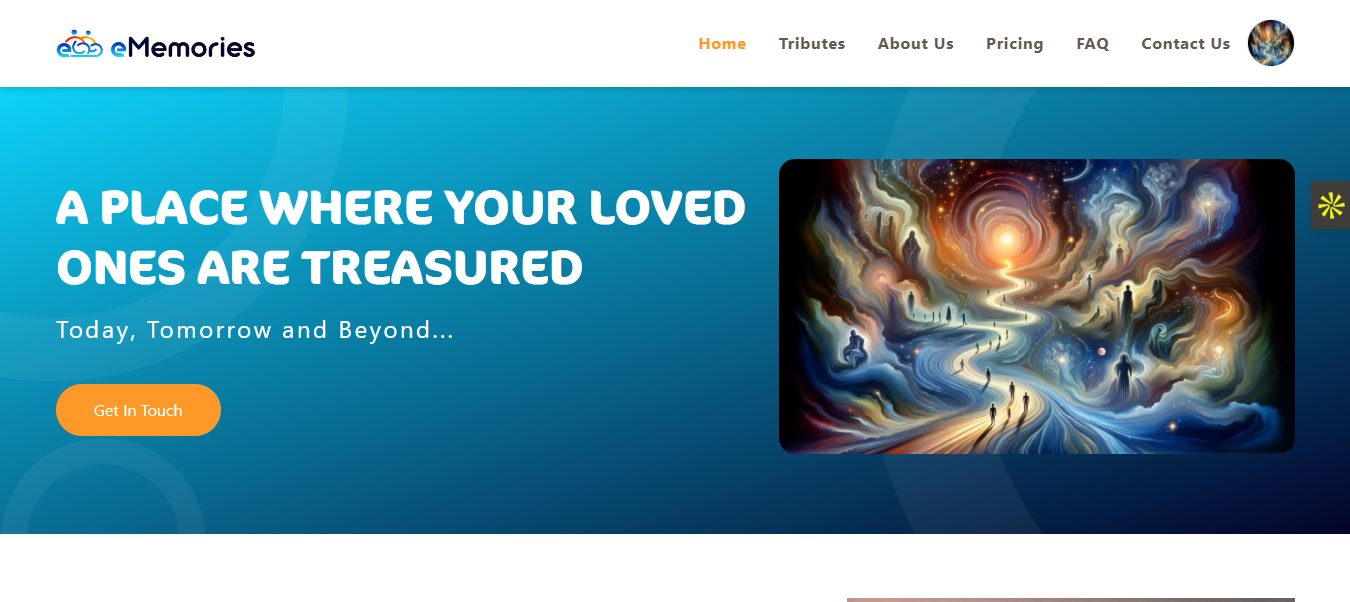 eMemories
Home Tributes About Us Pricing FAQ Contact Us
A PLACE WHERE YOUR LOVED
ONES ARE TREASURED
Today, Tomorrow and Beyond...
Get In Touch